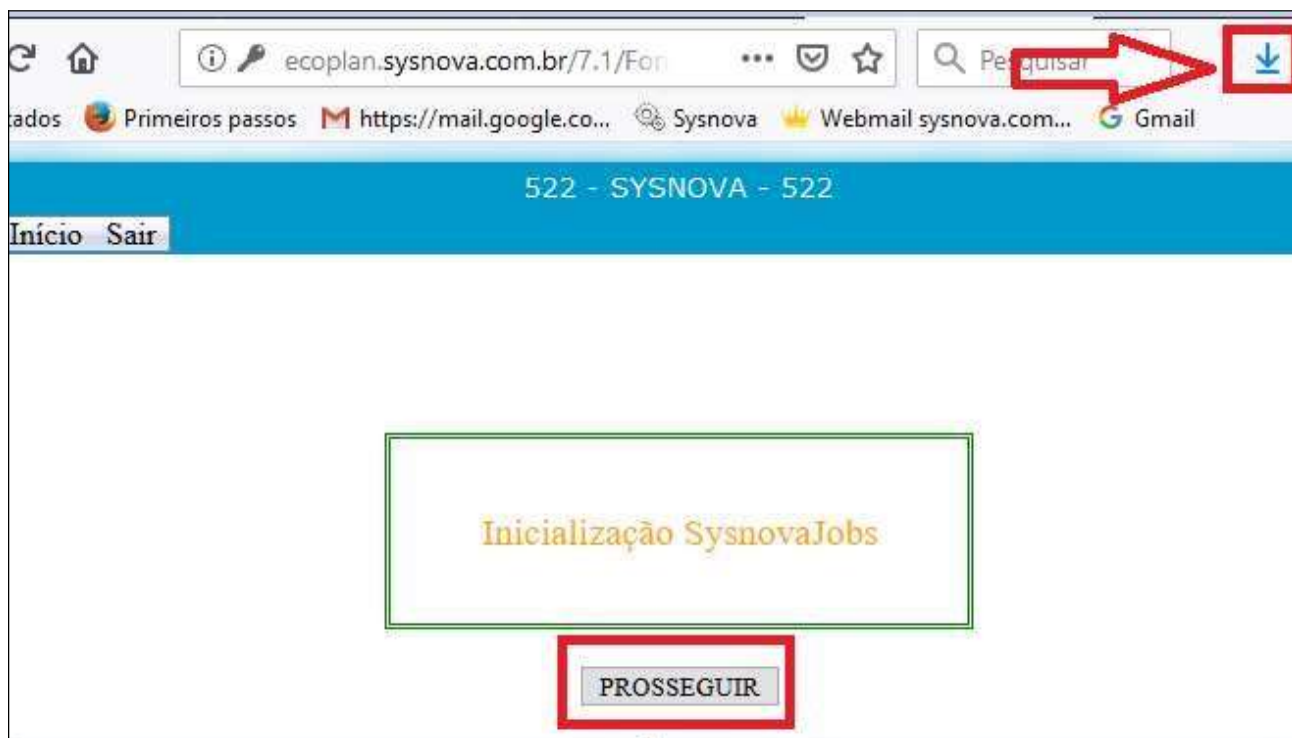 ecoplan.sysnova.com.br/7.1/For
Pesquisar
tados Primeiros passos https://mail.google.co... Sysnova Webmail sysnova.com... Gmail
522 - SYSNOVA - 522
Início Sair
Inicialização SysnovaJobs
PROSSEGUIR